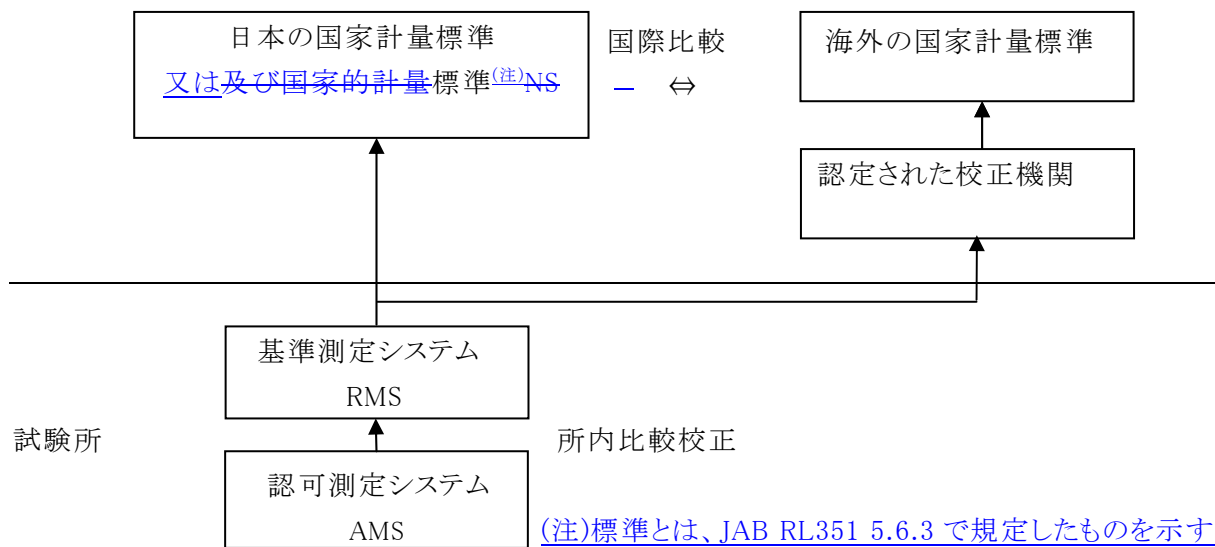 日本の国家計量標準
又は及び国家的計量標準(注)NS
国際比較
⇔
海外の国家計量標準
認定された校正機関
基準測定システム
RMS
試験所
所内比較校正
認可測定システム
AMS
(注)標準とは、JAB RL351 5.6.3 で規定したものを示す